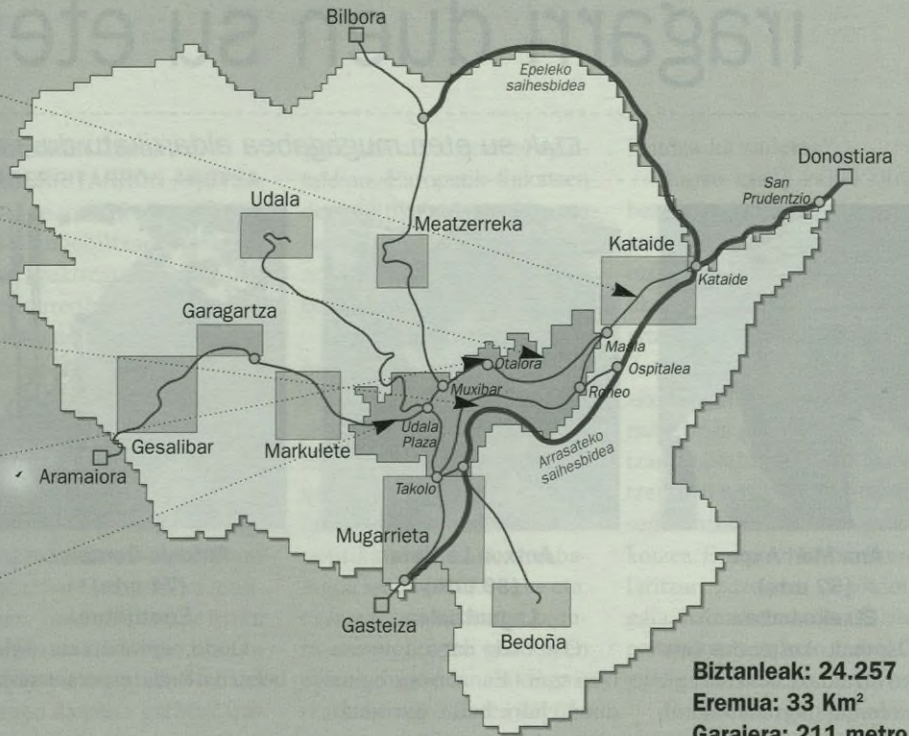 Bilbora
Epeleko
saihesbidea
Donostiara
San
Prudentzio
Udala
Meatzerreka
Kataide
Kataide
Garagartza
Maala
Otalora
Ospitalea
Muxibar
Roneo
Udala
Plaza
Gesalibar
Markulete
Arrasateko
saihesbidea
Aramaiora
Takolo
Mugarrieta
Gasteiza
Bedoña
Biztanleak: 24.257
Eremua: 33 Km²
Garaiera: 211 metro